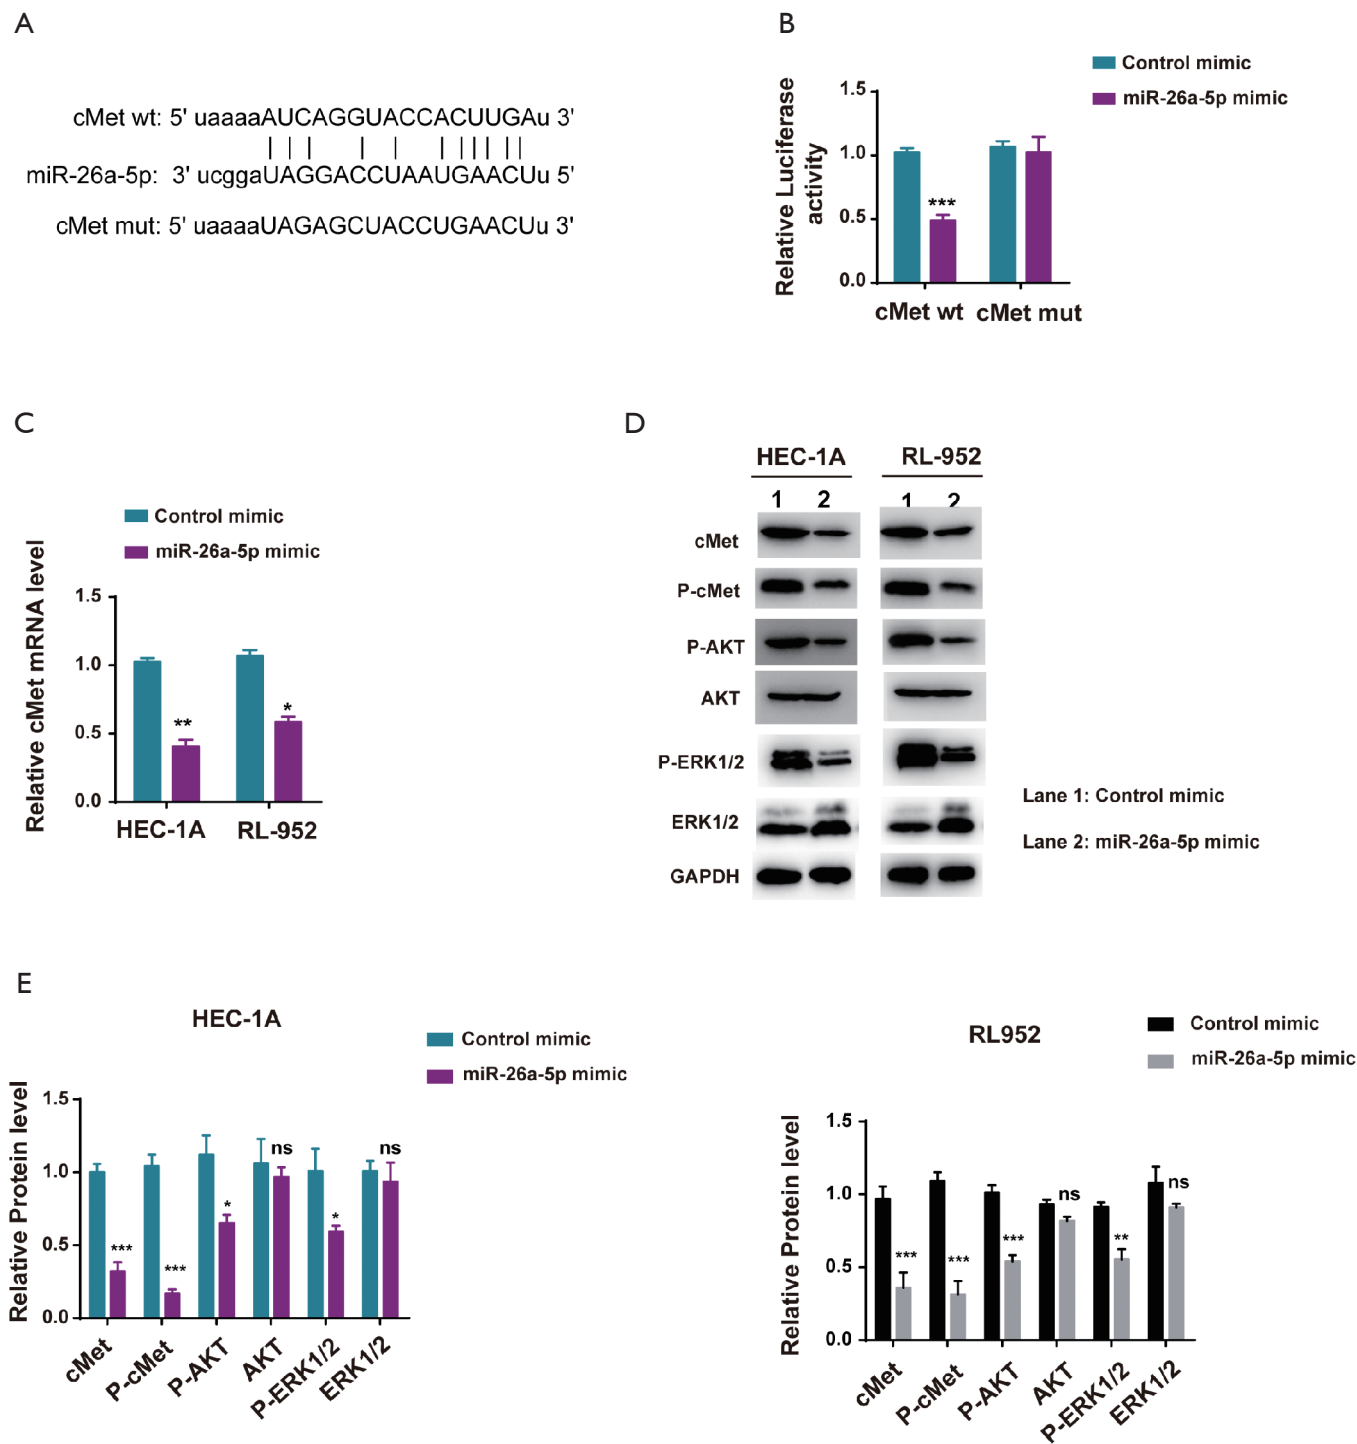 A
cMet wt: 5' uaaaaAUCAGGUACCACUUGAu 3'
miR-26a-5p: 3' ucggaUAGGACCUAAUGAACUu 5'
cMet mut: 5' uaaaaUAGAGCUACCUGAACUu 3'
B
Control mimic
miR-26a-5p mimic
Relative Luciferase
activity
1.5
1.0
0.5
0.0
***
cMet wt cMet mut
C
Control mimic
miR-26a-5p mimic
Relative cMet mRNA level
1.5
1.0
0.5
0.0
**
*
HEC-1A RL-952
D
HEC-1A RL-952
1 2 1 2
cMet
P-cMet
P-AKT
AKT
P-ERK1/2
ERK1/2
GAPDH
Lane 1: Control mimic
Lane 2: miR-26a-5p mimic
E
HEC-1A
Control mimic
miR-26a-5p mimic
Relative Protein level
1.5
1.0
0.5
0.0
***
***
*
ns
*
ns
cMet
P-cMet
P-AKT
AKT
P-ERK1/2
ERK1/2
RL952
Control mimic
miR-26a-5p mimic
Relative Protein level
1.5
1.0
0.5
0.0
***
***
***
ns
**
ns
cMet
P-cMet
P-AKT
AKT
P-ERK1/2
ERK1/2